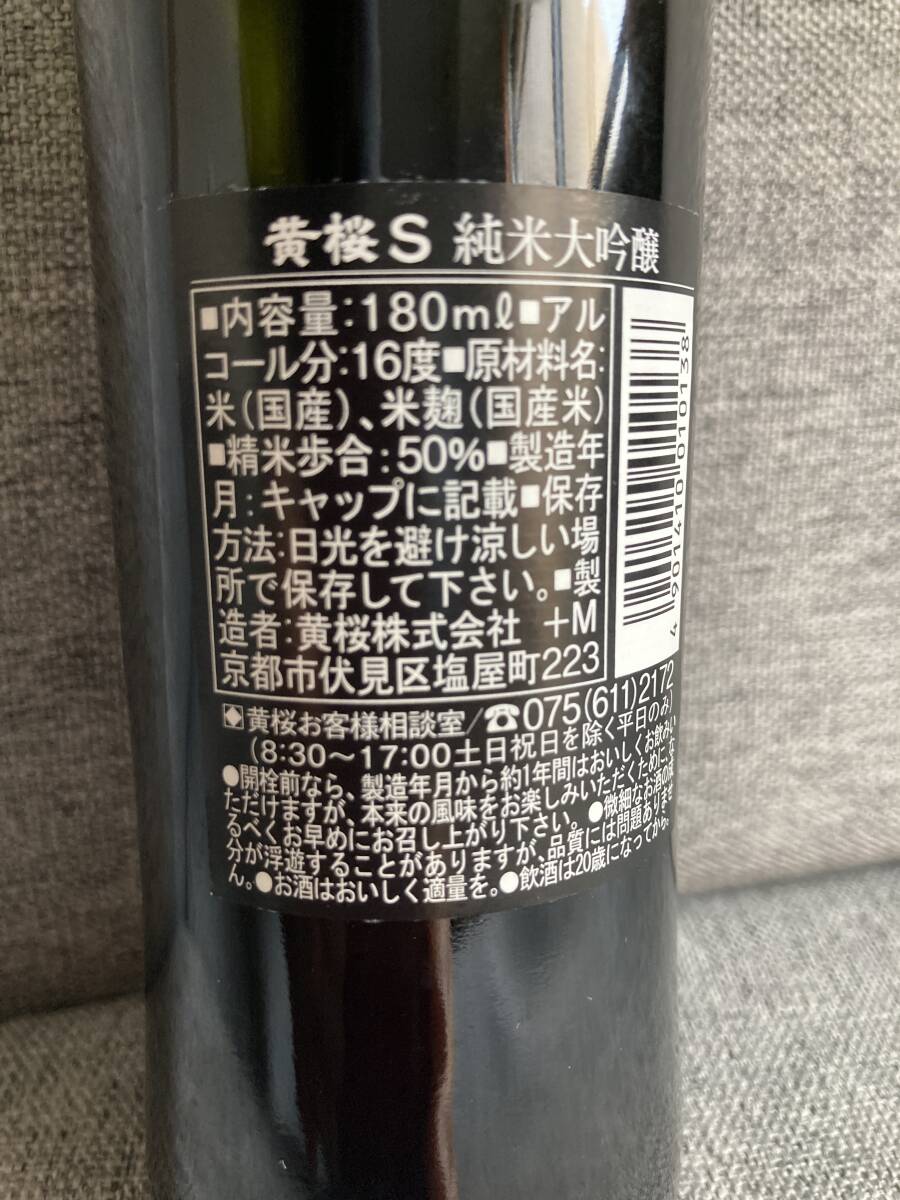 黄桜S 純米大吟醸
■内容量:180mℓ■アル
コール分:16度■原材料名:
米(国産)、米麹(国産米)
■精米歩合:50%■製造年
月:キャップに記載■保存
方法:日光を避け涼しい場
所で保存して下さい。■製
造者:黄桜株式会社 +M
京都市伏見区塩屋町223
4 901410 010138
黄桜お客様相談室/☎075(611)2172
(8:30〜17:00土日祝日を除く平日のみ)
●開栓前なら、製造年月から約1年間はおいしくお飲みい
ただけますが、本来の風味をお楽しみいただくために、な
るべくお早めにお召し上がり下さい。●微細なお酒の成
分が浮遊することがありますが、品質には問題ありませ
ん。●お酒はおいしく適量を。●飲酒は20歳になってから。